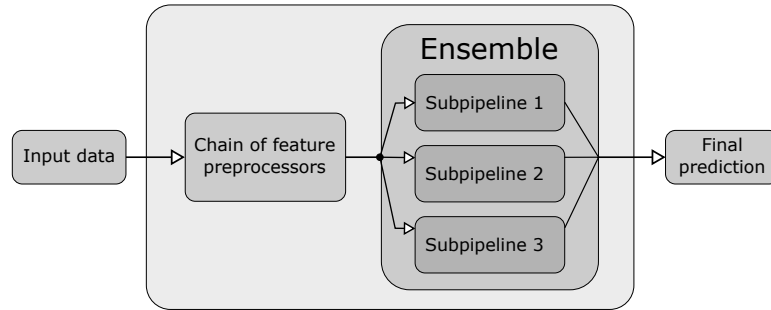 Ensemble
Subpipeline 1
Input data
Chain of feature
preprocessors
Subpipeline 2
Final
prediction
Subpipeline 3